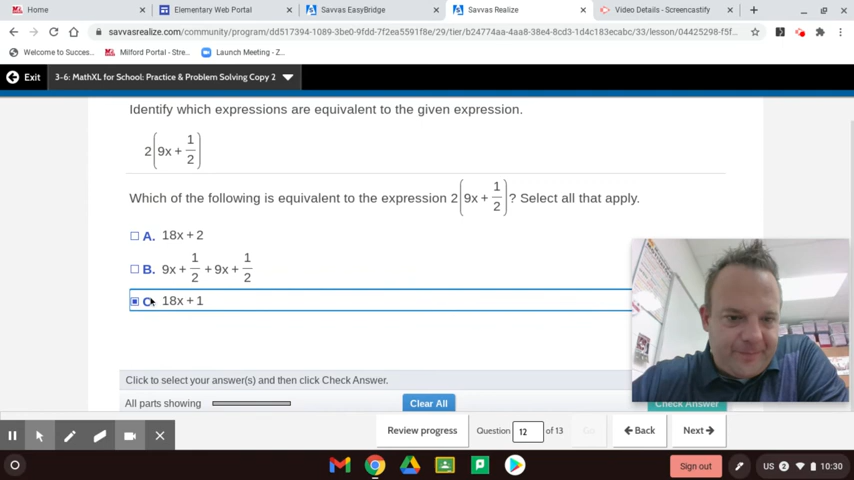 Home
Elementary Web Portal
Savvas EasyBridge
Savvas Realize
Video Details - Screencastify
savvasrealize.com/community/program/dd517394-1089-3be0-9fdd-7f2ea5591f8e/29/tier/b24774aa-4aa8-38e4-8cd3-1d4c183ecabc/33/lesson/04425298-f5f...
Welcome to Succes...
Milford Portal - Stre...
Launch Meeting - Z...
Exit
3-6: MathXL for School: Practice & Problem Solving Copy 2
Identify which expressions are equivalent to the given expression.
2(9x + 1/2)
Which of the following is equivalent to the expression 2(9x + 1/2)? Select all that apply.
A. 18x + 2
B. 9x + 1/2 + 9x + 1/2
C. 18x + 1
Click to select your answer(s) and then click Check Answer.
All parts showing
Clear All
Check Answer
Review progress
Question 12 of 13
Go
Back
Next
Sign out
US 2
10:30